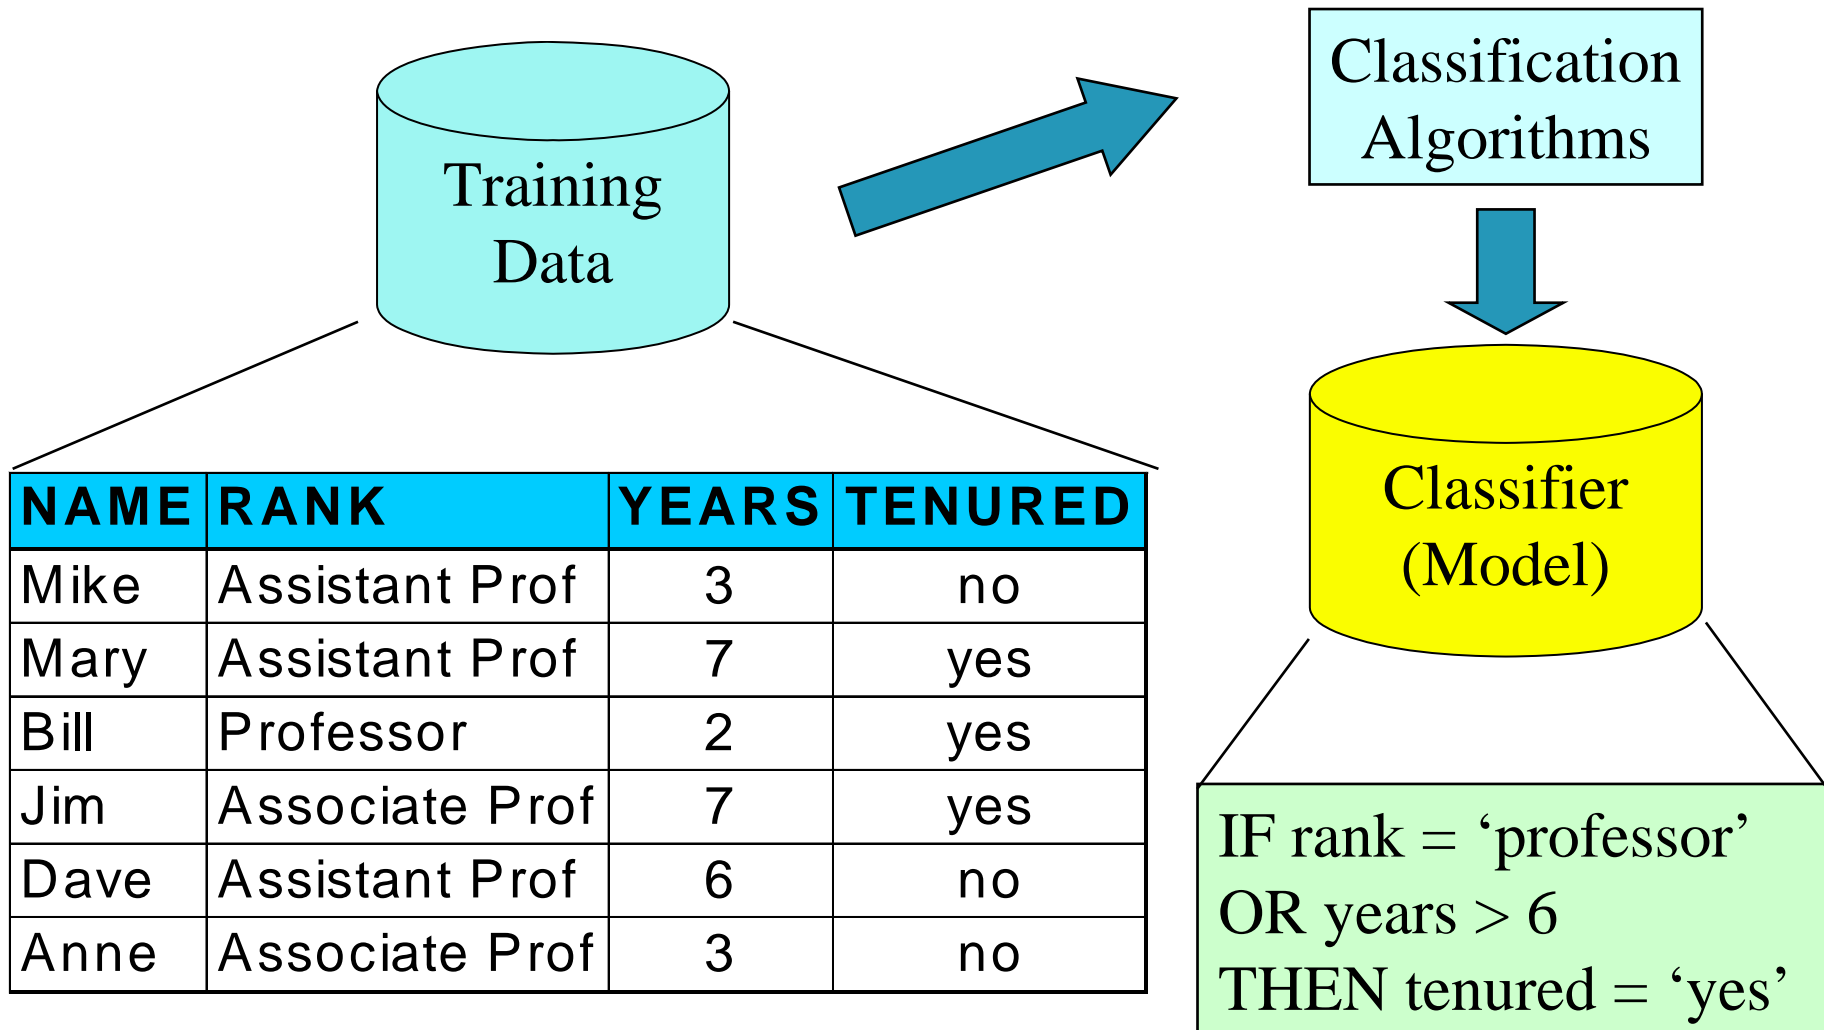 Training
Data
Classification
Algorithms
NAME RANK YEARS TENURED
Mike Assistant Prof 3 no
Mary Assistant Prof 7 yes
Bill Professor 2 yes
Jim Associate Prof 7 yes
Dave Assistant Prof 6 no
Anne Associate Prof 3 no
Classifier
(Model)
IF rank = ‘professor’
OR years > 6
THEN tenured = ‘yes’